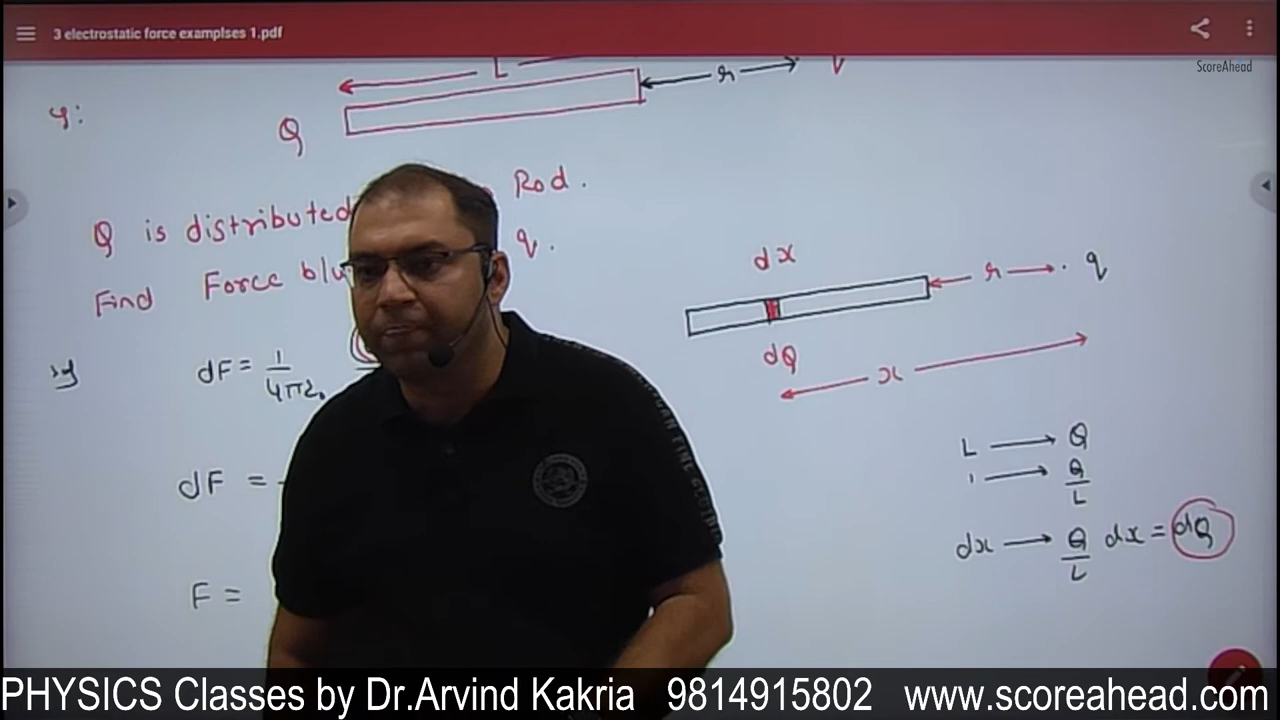 3 electrostatic force examplses 1.pdf
ScoreAhead
L
r
q
Q
Q is distributed Rod.
Find Force b/w q.
dx
r q
dQ
x
dF = 1/4πε₀
dF =
F =
L ⟶ Q
1 ⟶ Q/L
dx ⟶ Q/L dx = dQ
PHYSICS Classes by Dr.Arvind Kakria 9814915802 www.scoreahead.com